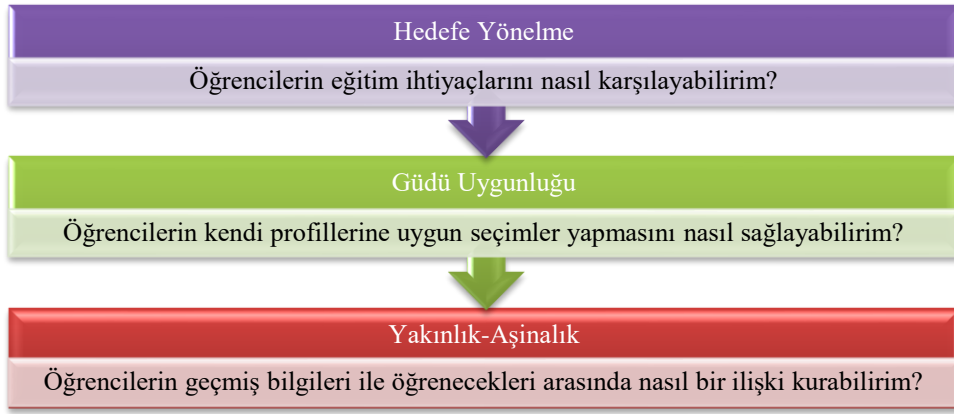 Hedefe Yönelme
Öğrencilerin eğitim ihtiyaçlarını nasıl karşılayabilirim?
Güdü Uygunluğu
Öğrencilerin kendi profillerine uygun seçimler yapmasını nasıl sağlayabilirim?
Yakınlık-Aşinalık
Öğrencilerin geçmiş bilgileri ile öğrenecekleri arasında nasıl bir ilişki kurabilirim?